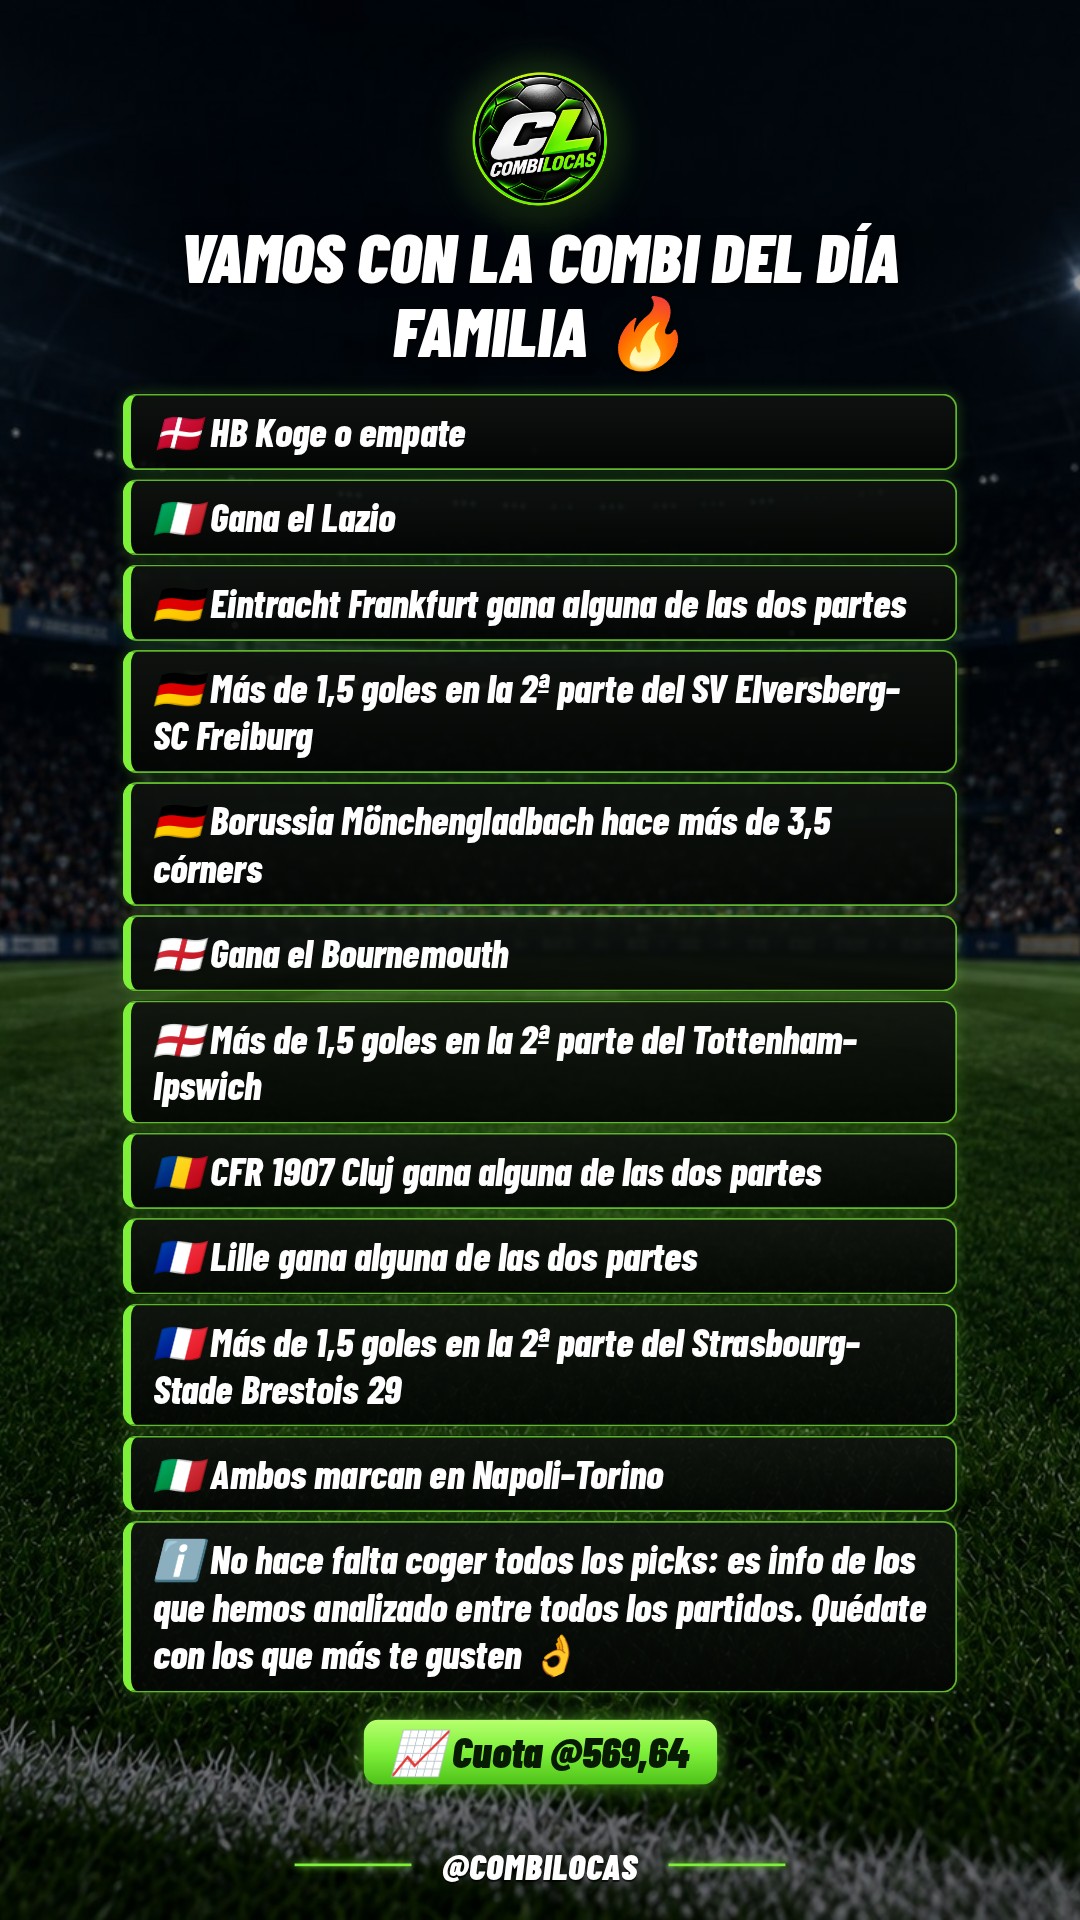 CL
COMBILOCAS
VAMOS CON LA COMBI DEL DÍA
FAMILIA 🔥
🇩🇰 HB Koge o empate
🇮🇹 Gana el Lazio
🇩🇪 Eintracht Frankfurt gana alguna de las dos partes
🇩🇪 Más de 1,5 goles en la 2ª parte del SV Elversberg-
SC Freiburg
🇩🇪 Borussia Mönchengladbach hace más de 3,5
córners
🏴󠁧󠁢󠁥󠁮󠁧󠁿 Gana el Bournemouth
🏴󠁧󠁢󠁥󠁮󠁧󠁿 Más de 1,5 goles en la 2ª parte del Tottenham-
Ipswich
🇷🇴 CFR 1907 Cluj gana alguna de las dos partes
🇫🇷 Lille gana alguna de las dos partes
🇫🇷 Más de 1,5 goles en la 2ª parte del Strasbourg-
Stade Brestois 29
🇮🇹 Ambos marcan en Napoli-Torino
ℹ️ No hace falta coger todos los picks: es info de los
que hemos analizado entre todos los partidos. Quédate
con los que más te gusten 👌
📈 Cuota @569,64
@COMBILOCAS